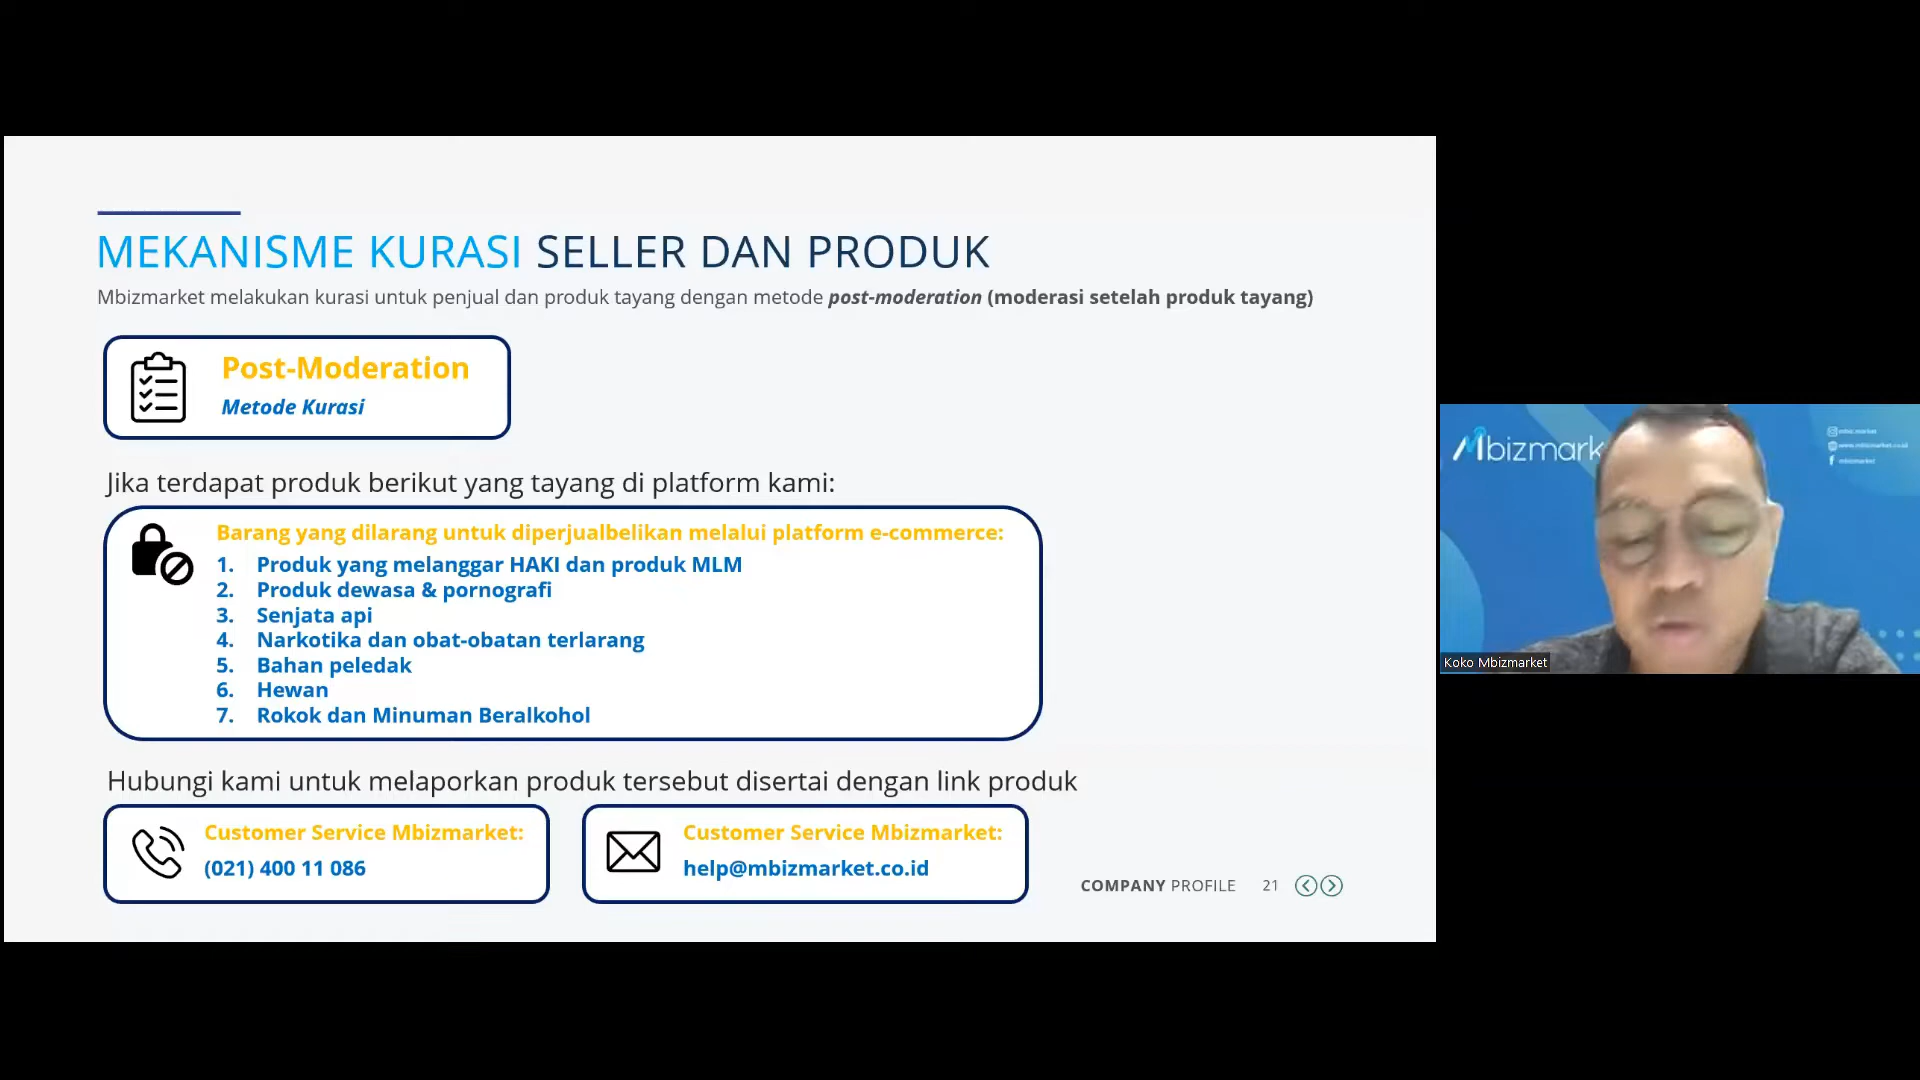 MEKANISME KURASI SELLER DAN PRODUK
Mbizmarket melakukan kurasi untuk penjual dan produk tayang dengan metode post-moderation (moderasi setelah produk tayang)
Post-Moderation
Metode Kurasi
Jika terdapat produk berikut yang tayang di platform kami:
Barang yang dilarang untuk diperjualbelikan melalui platform e-commerce:
1. Produk yang melanggar HAKI dan produk MLM
2. Produk dewasa & pornografi
3. Senjata api
4. Narkotika dan obat-obatan terlarang
5. Bahan peledak
6. Hewan
7. Rokok dan Minuman Beralkohol
Hubungi kami untuk melaporkan produk tersebut disertai dengan link produk
Customer Service Mbizmarket:
(021) 400 11 086
Customer Service Mbizmarket:
help@mbizmarket.co.id
COMPANY PROFILE 21
Mbizmark
www.mbizmarket.co.id
mbizmarket
Koko Mbizmarket